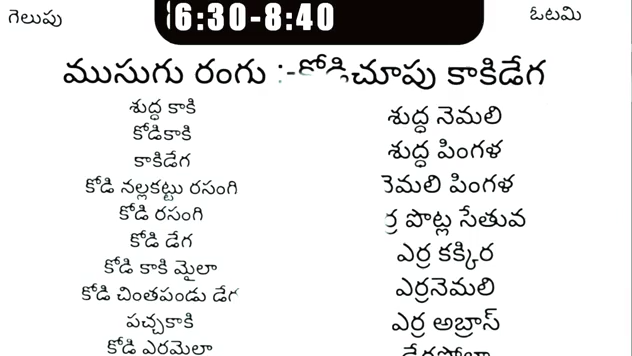 గెలుపు
6:30-8:40
ఓటమి
ముసుగు రంగు :-కోడిచూపు కాకిడేగ
శుద్ధ కాకి
కోడికాకి
కాకిడేగ
కోడి నల్లకట్టు రసంగి
కోడి రసంగి
కోడి డేగ
కోడి కాకి మైలా
కోడి చింతపండు డేగ
పచ్చకాకి
కోడి ఎరమైలా
శుద్ధ నెమలి
శుద్ధ పింగళ
నెమలి పింగళ
పొట్ల సేతువ
ఎర్ర కక్కిర
ఎర్రనెమలి
ఎర్ర అబ్రాస్